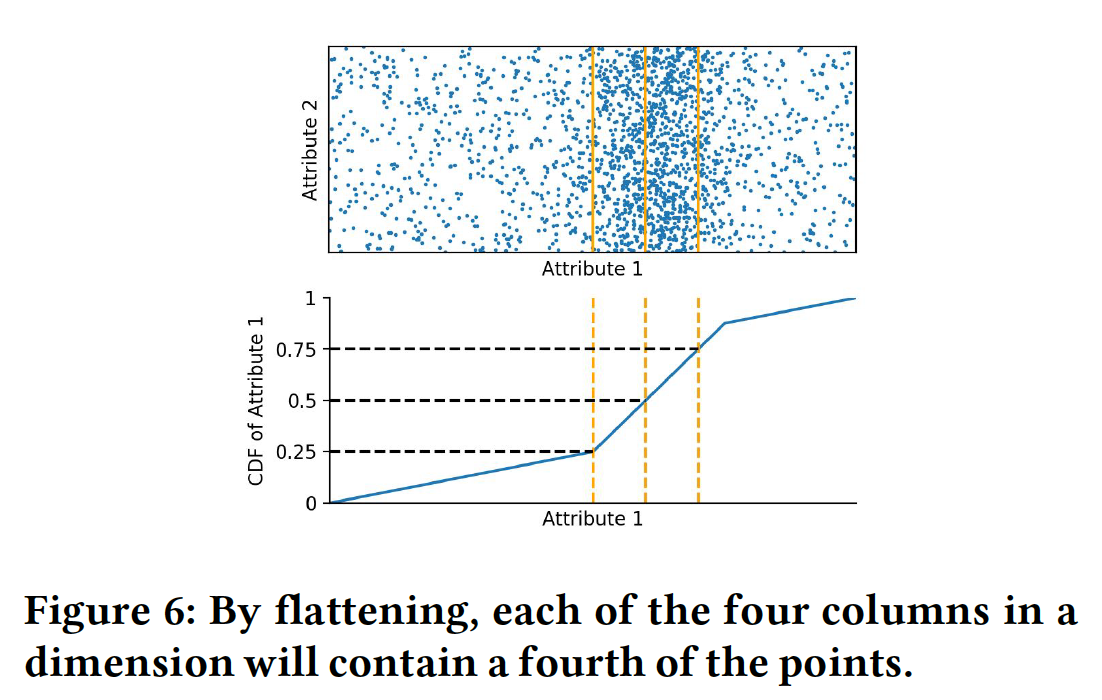 Attribute 2
Attribute 1
CDF of Attribute 1
1
0.75
0.5
0.25
0
Attribute 1
Figure 6: By flattening, each of the four columns in a
dimension will contain a fourth of the points.